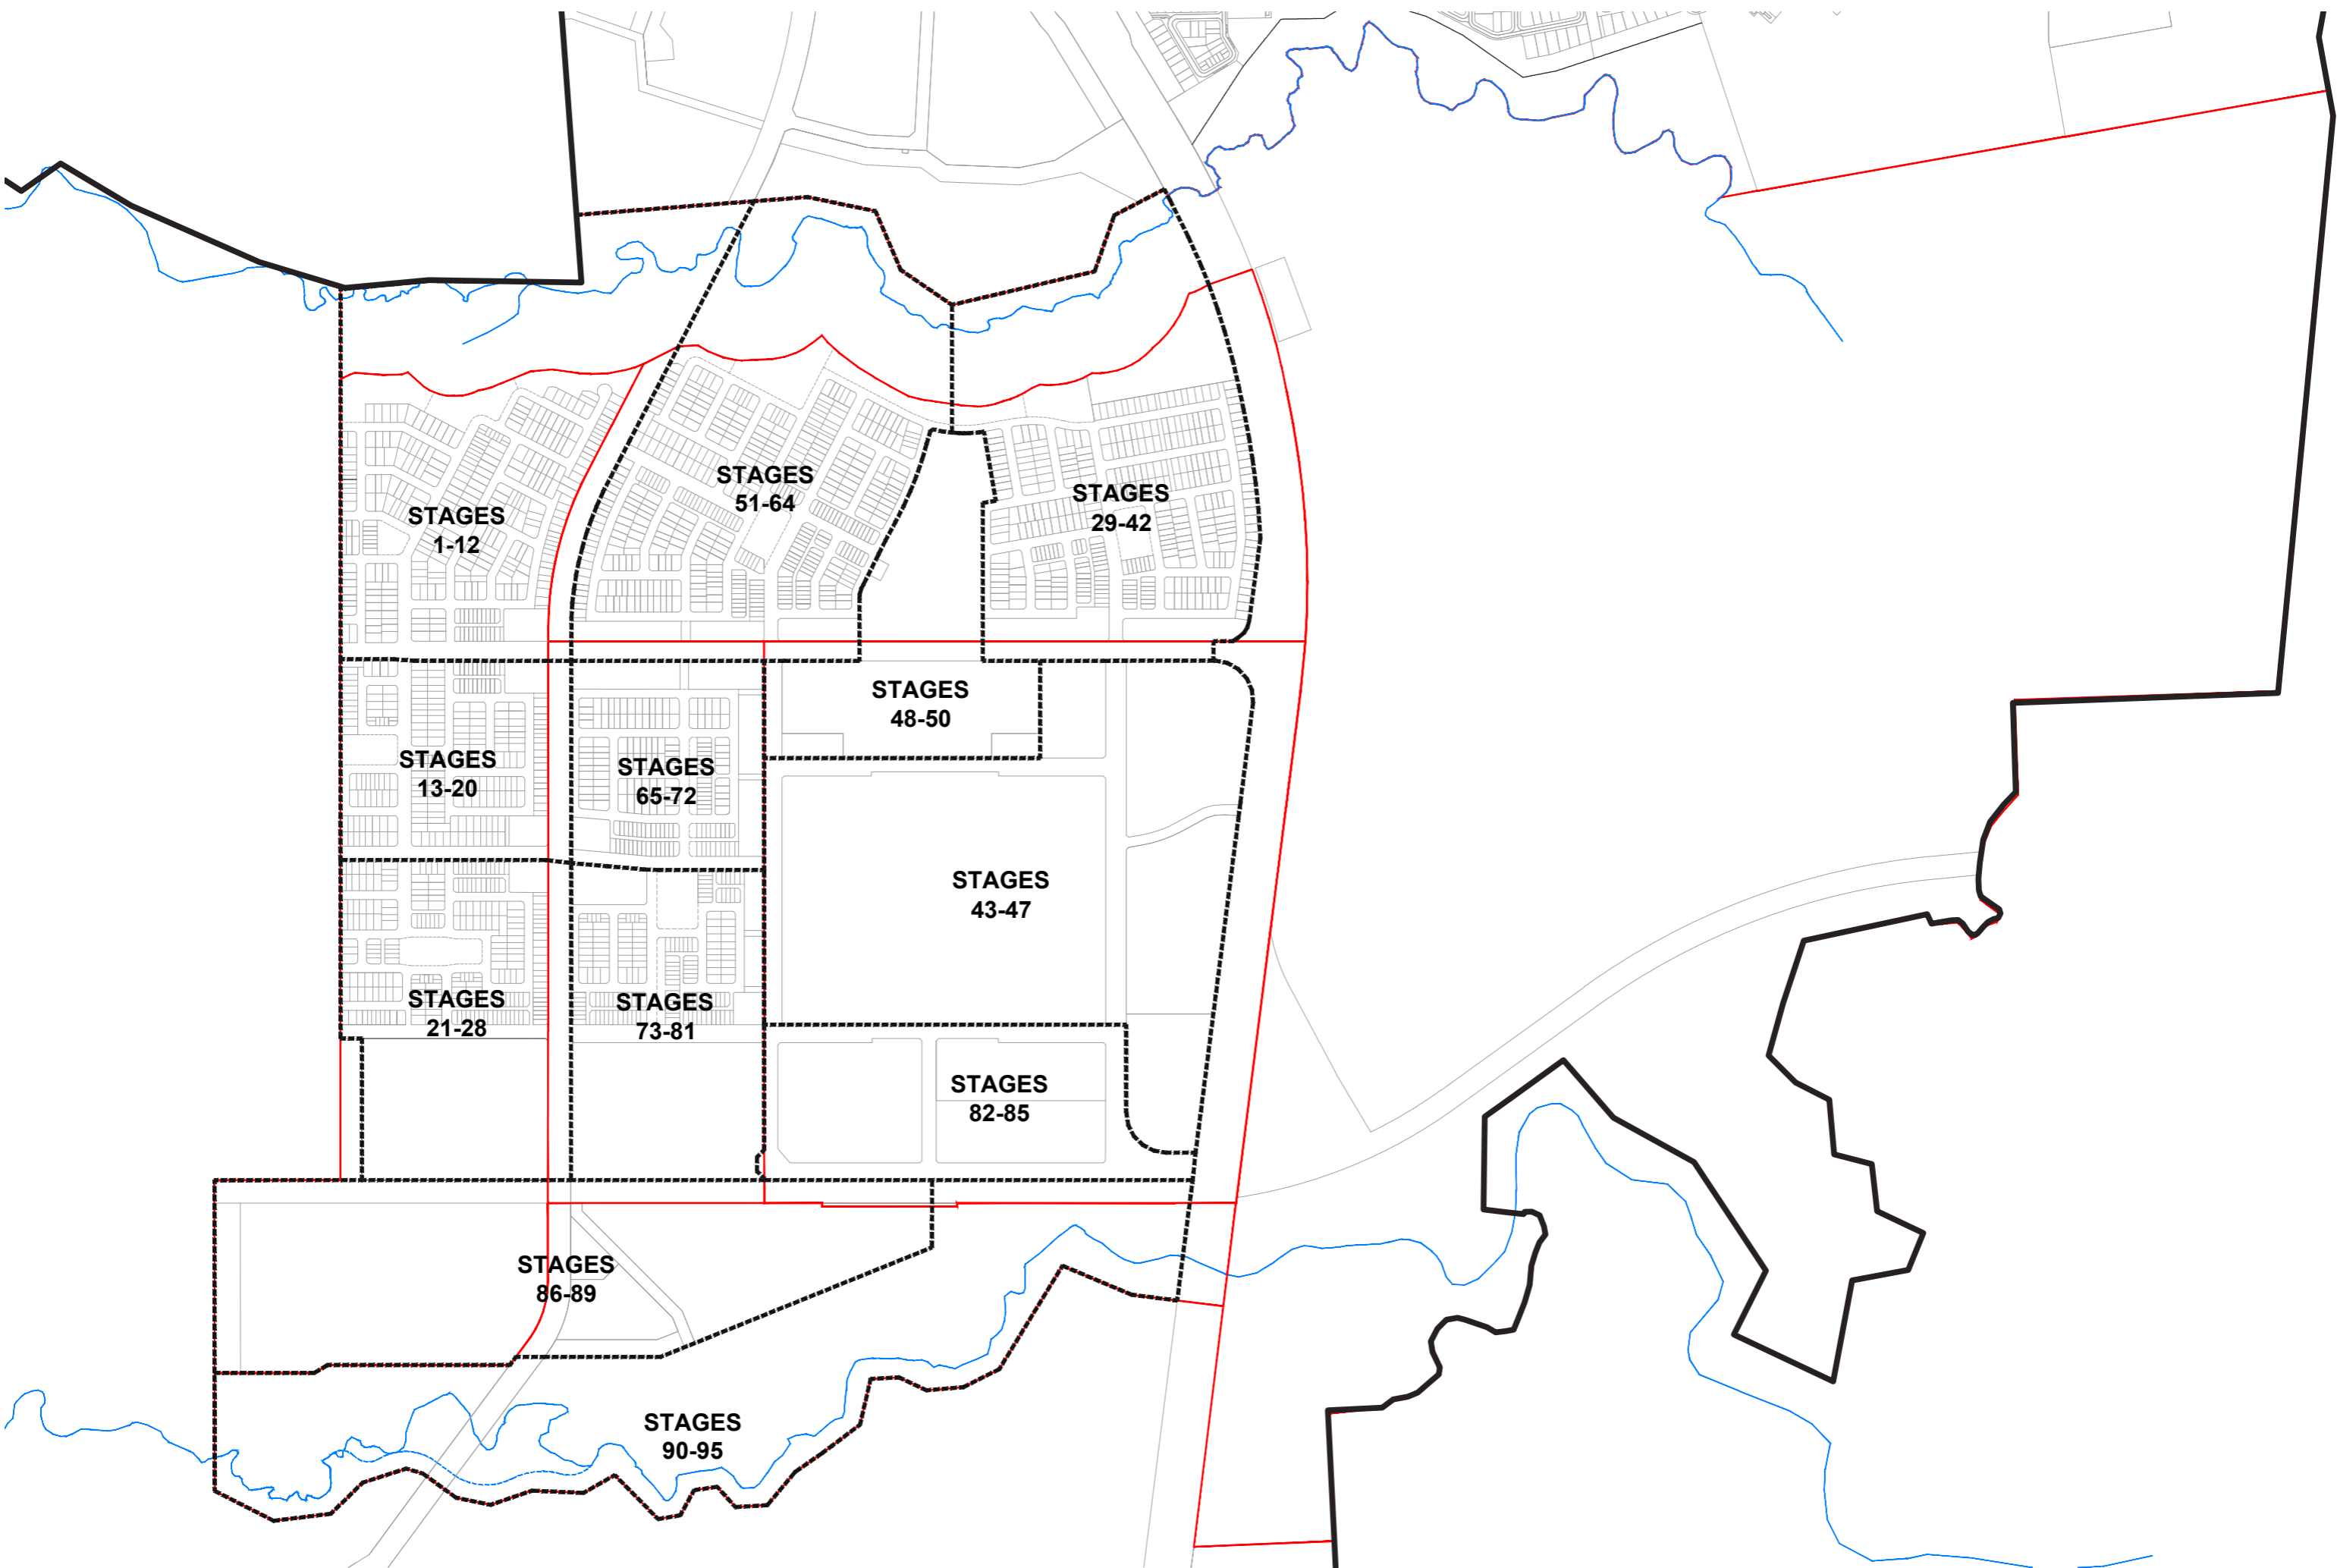 STAGES
51-64
STAGES
29-42
STAGES
1-12
STAGES
48-50
STAGES
13-20
STAGES
65-72
STAGES
43-47
STAGES
21-28
STAGES
73-81
STAGES
82-85
STAGES
86-89
STAGES
90-95